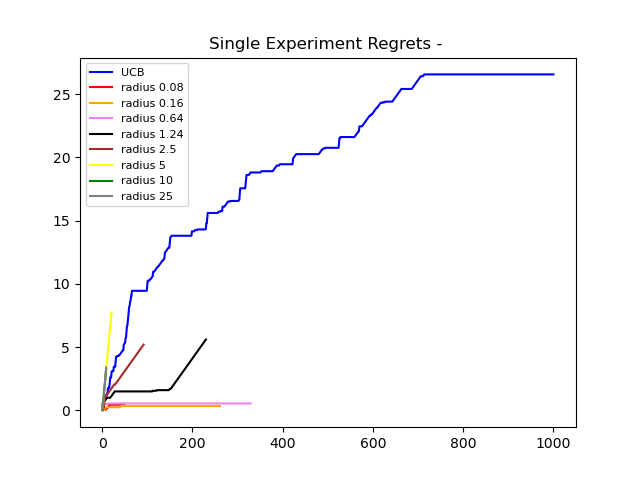 Single Experiment Regrets -
UCB
radius 0.08
radius 0.16
radius 0.64
radius 1.24
radius 2.5
radius 5
radius 10
radius 25
25
20
15
10
5
0
0 200 400 600 800 1000